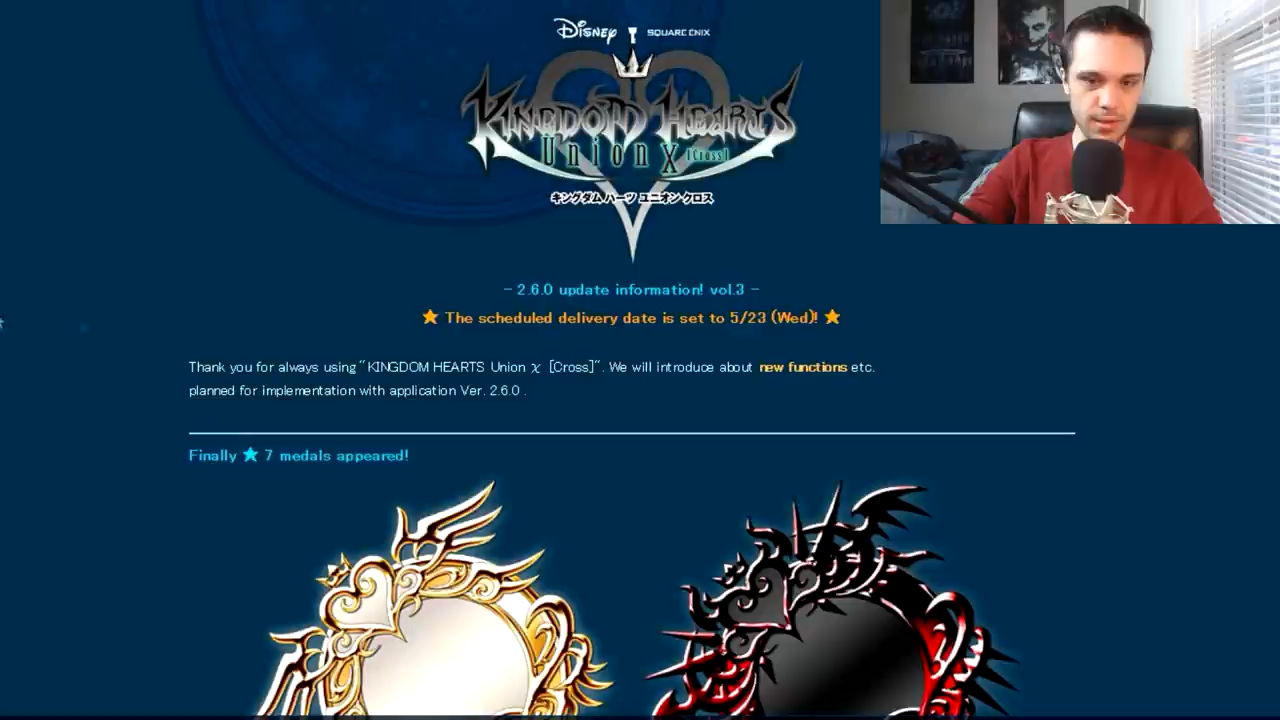 Disney SQUARE ENIX
KINGDOM HEARTS
Union χ [Cross]
キングダム ハーツ ユニオン クロス
- 2.6.0 update information! vol.3 -
★ The scheduled delivery date is set to 5/23 (Wed)! ★
Thank you for always using "KINGDOM HEARTS Union χ [Cross]". We will introduce about new functions etc.
planned for implementation with application Ver. 2.6.0 .
Finally ★ 7 medals appeared!